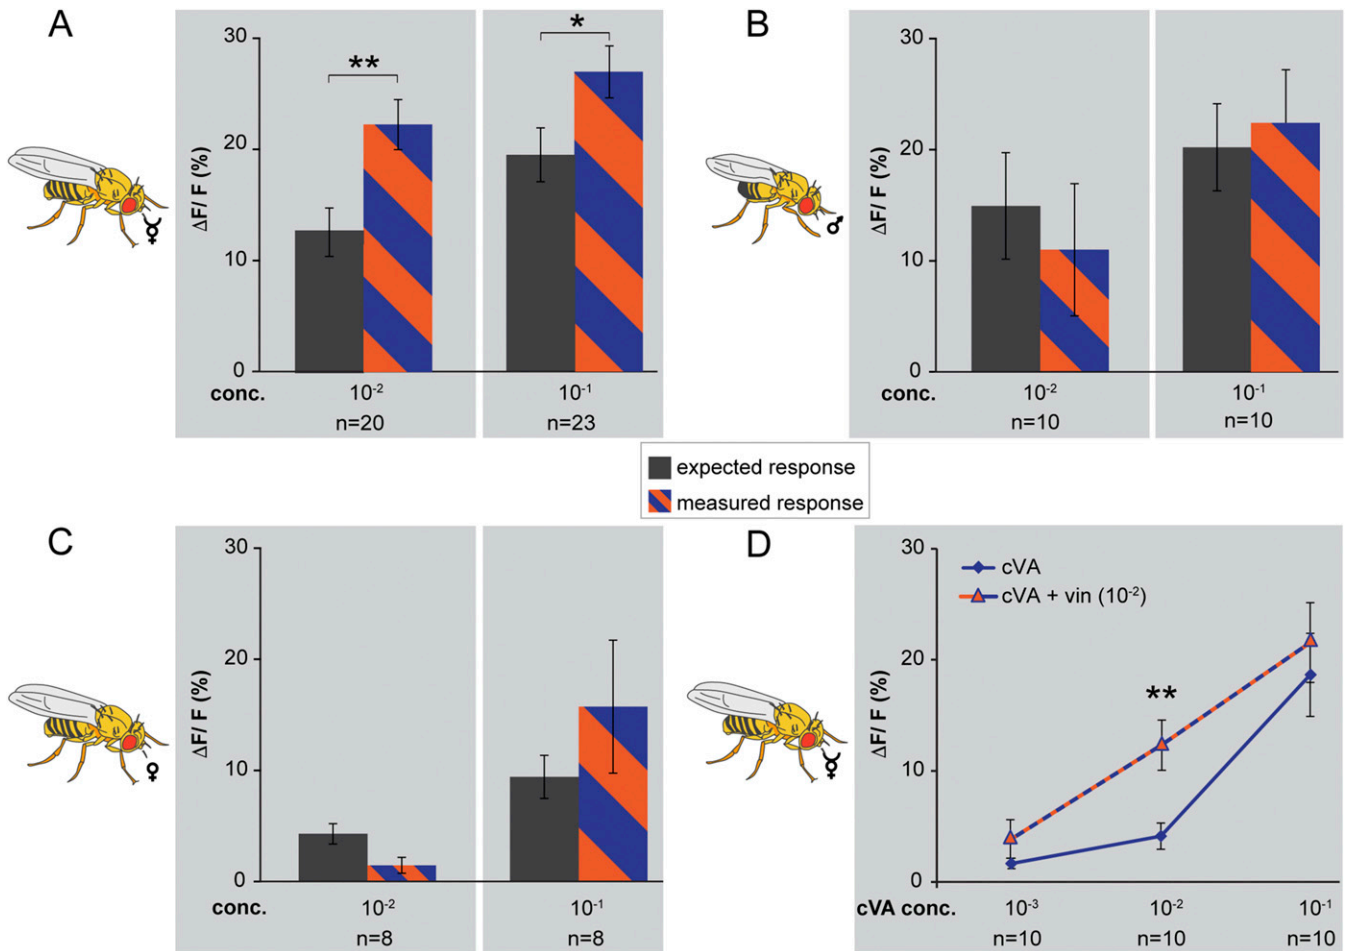 A
30
20
10
0
ΔF/ F (%)
**
*
conc.
10⁻²
10⁻¹
n=20
n=23
B
30
20
10
0
ΔF/ F (%)
conc.
10⁻²
10⁻¹
n=10
n=10
expected response
measured response
C
30
20
10
0
ΔF/ F (%)
conc.
10⁻²
10⁻¹
n=8
n=8
D
30
20
10
0
ΔF/ F (%)
cVA
cVA + vin (10⁻²)
**
cVA conc.
10⁻³
10⁻²
10⁻¹
n=10
n=10
n=10